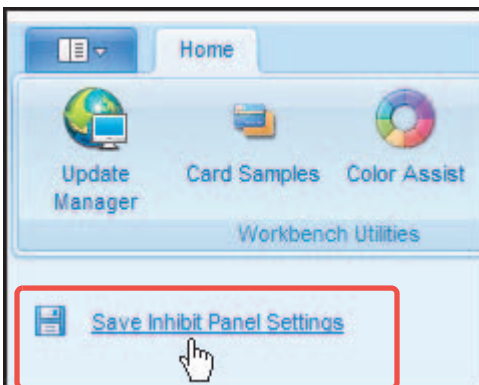 Home
Update Manager
Card Samples
Color Assist
Workbench Utilities
Save Inhibit Panel Settings